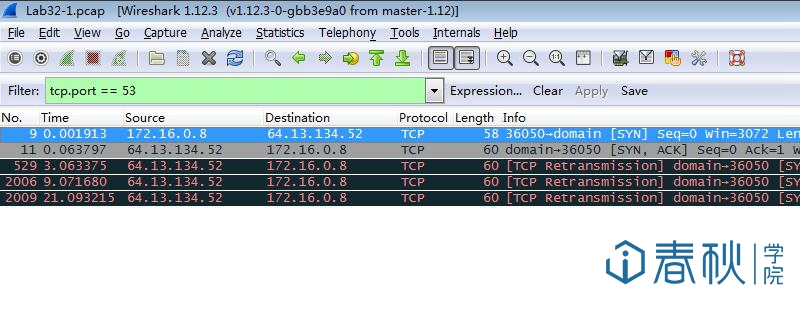 Lab32-1.pcap [Wireshark 1.12.3 (v1.12.3-0-gbb3e9a0 from master-1.12)]
File Edit View Go Capture Analyze Statistics Telephony Tools Internals Help
Filter: tcp.port == 53 Expression... Clear Apply Save
No. Time Source Destination Protocol Length Info
9 0.001913 172.16.0.8 64.13.134.52 TCP 58 36050→domain [SYN] Seq=0 Win=3072 Len
11 0.063797 64.13.134.52 172.16.0.8 TCP 60 domain→36050 [SYN, ACK] Seq=0 Ack=1 W
529 3.063375 64.13.134.52 172.16.0.8 TCP 60 [TCP Retransmission] domain→36050 [SY
2006 9.071680 64.13.134.52 172.16.0.8 TCP 60 [TCP Retransmission] domain→36050 [SY
2009 21.093215 64.13.134.52 172.16.0.8 TCP 60 [TCP Retransmission] domain→36050 [SY
春秋学院